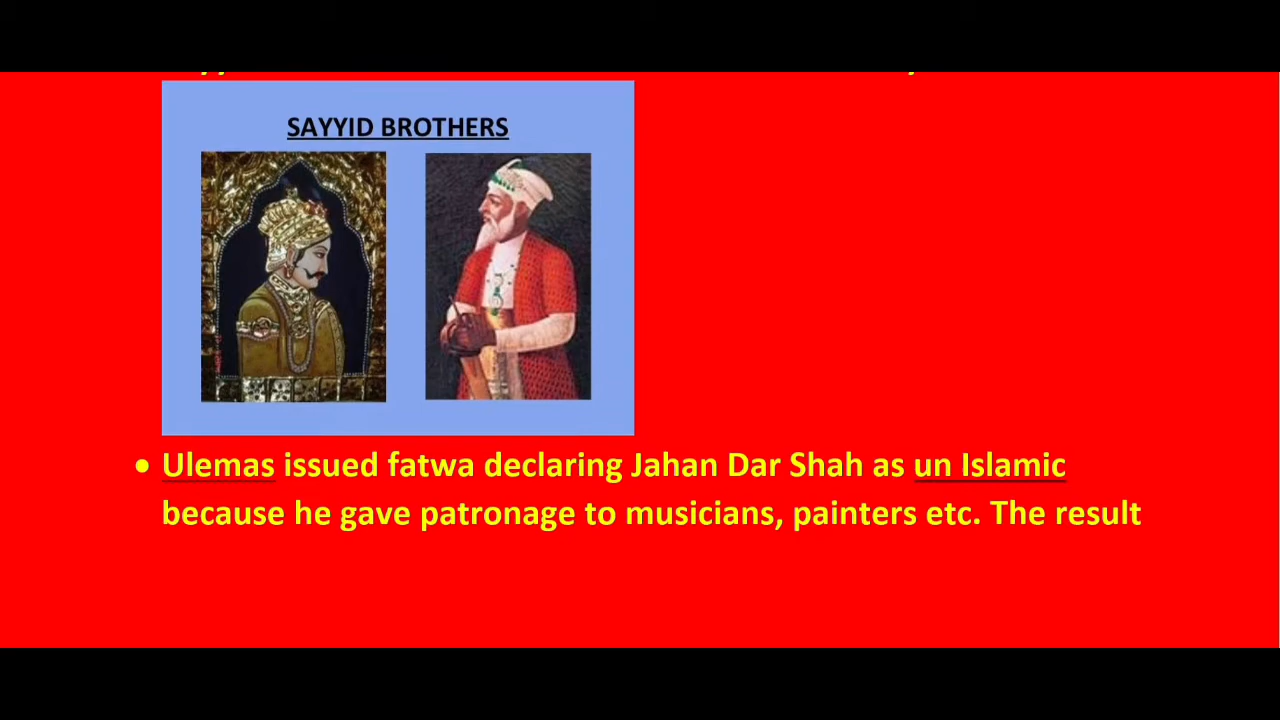 SAYYID BROTHERS
• Ulemas issued fatwa declaring Jahan Dar Shah as un Islamic
because he gave patronage to musicians, painters etc. The result